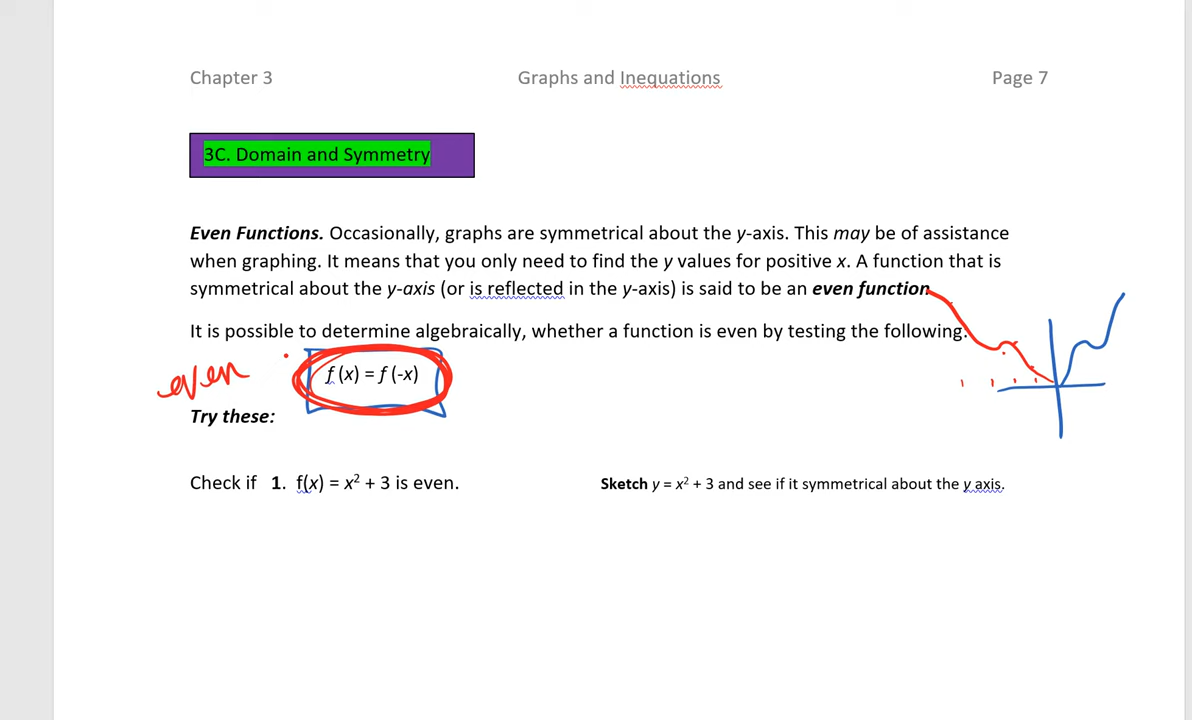 Chapter 3 Graphs and Inequations Page 7
3C. Domain and Symmetry
Even Functions. Occasionally, graphs are symmetrical about the y-axis. This may be of assistance
when graphing. It means that you only need to find the y values for positive x. A function that is
symmetrical about the y-axis (or is reflected in the y-axis) is said to be an even function.
It is possible to determine algebraically, whether a function is even by testing the following:
even f (x) = f (-x)
Try these:
Check if 1. f(x) = x² + 3 is even. Sketch y = x² + 3 and see if it symmetrical about the y axis.